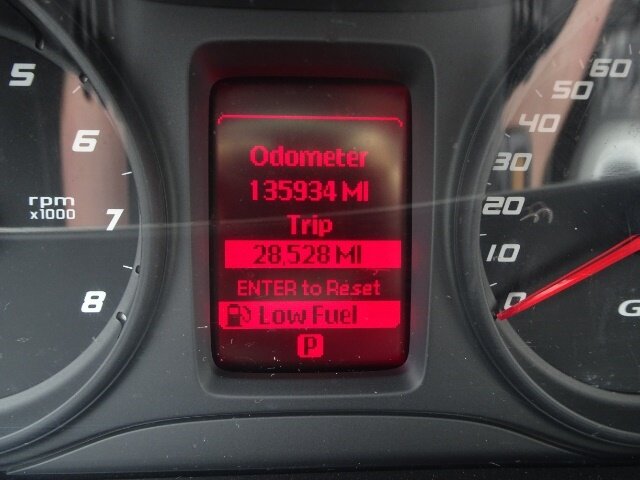 5
6
rpm
x1000
7
8
Odometer
135934 MI
Trip
28,528 MI
ENTER to Reset
Low Fuel
P
60
50
40
30
20
10
0
G